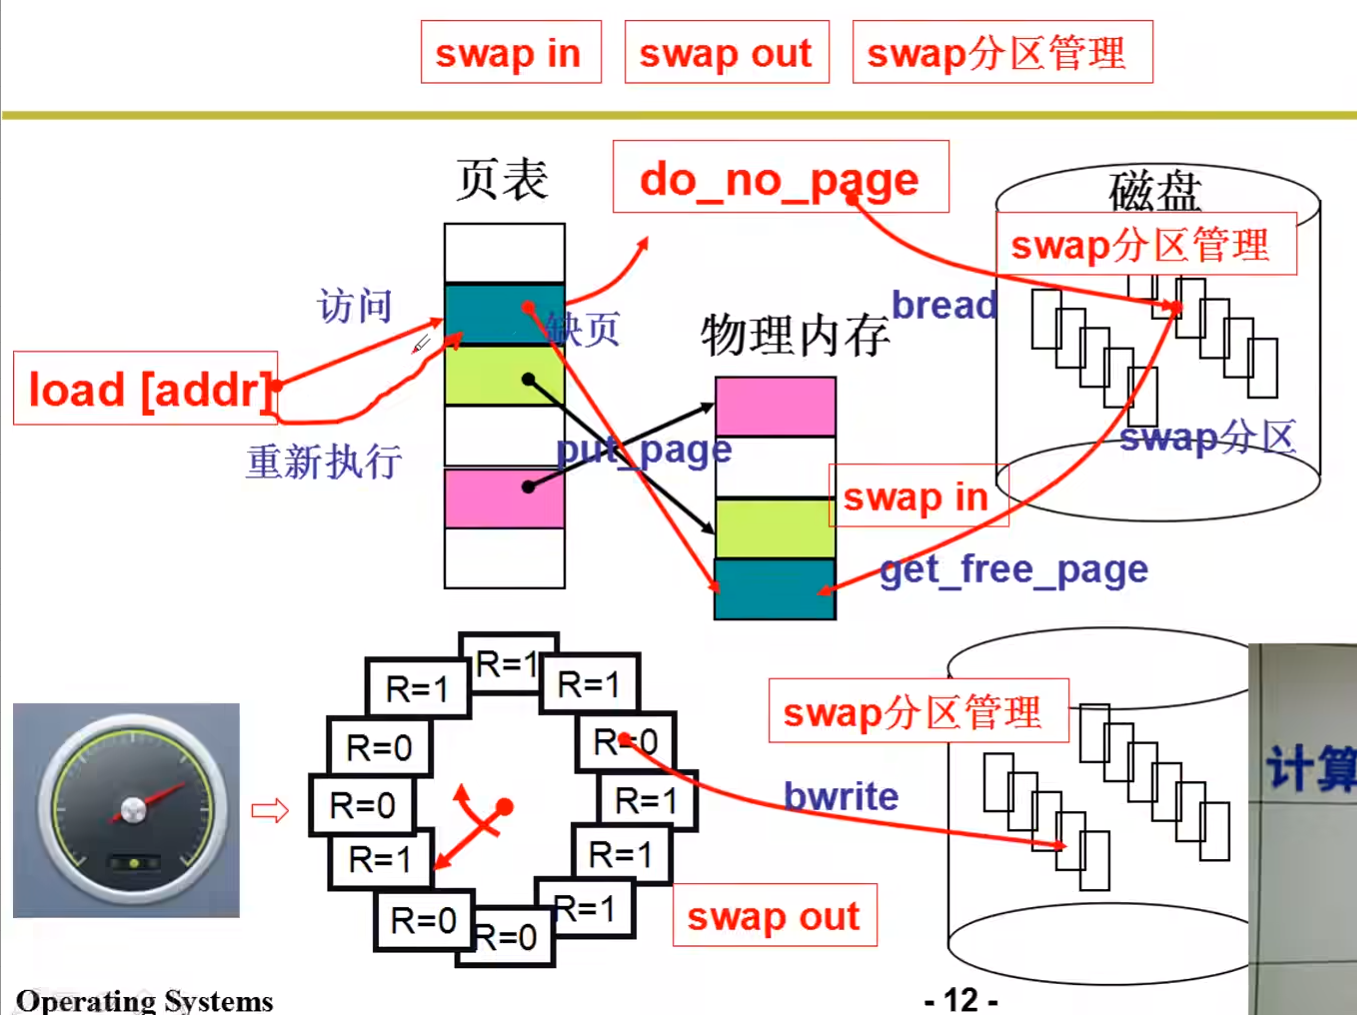 swap in
swap out
swap分区管理
页表
do_no_page
磁盘
swap分区管理
访问
缺页
bread
物理内存
load [addr]
重新执行
put_page
swap分区
swap in
get_free_page
R=1
R=1
R=1
R=0
R=0
R=0
R=1
R=1
R=1
R=0
R=1
R=0
swap分区管理
bwrite
swap out
计算
Operating Systems
- 12 -